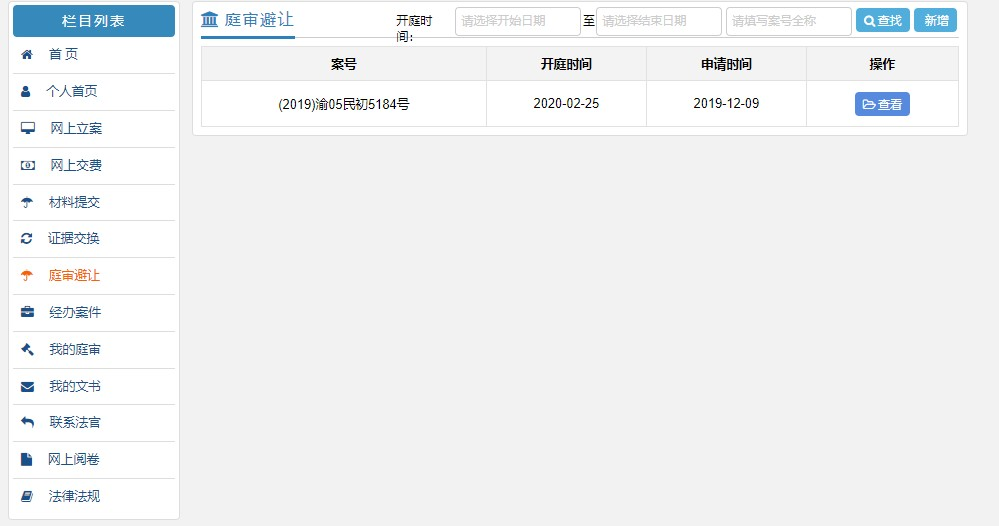 栏目列表
首 页
个人首页
网上立案
网上交费
材料提交
证据交换
庭审避让
经办案件
我的庭审
我的文书
联系法官
网上阅卷
法律法规
庭审避让
开庭时间：
请选择开始日期 至 请选择结束日期 请填写案号全称 查找 新增
案号 开庭时间 申请时间 操作
(2019)渝05民初5184号 2020-02-25 2019-12-09 查看